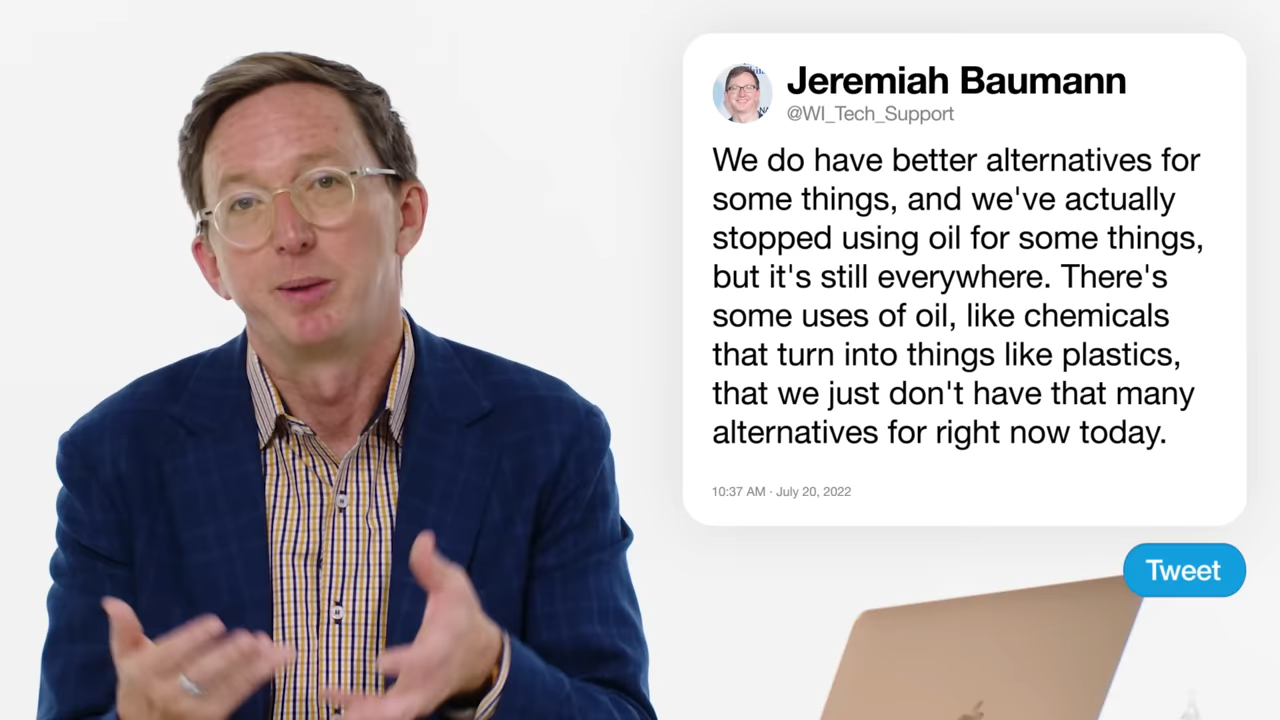 Jeremiah Baumann
@WI_Tech_Support
We do have better alternatives for
some things, and we've actually
stopped using oil for some things,
but it's still everywhere. There's
some uses of oil, like chemicals
that turn into things like plastics,
that we just don't have that many
alternatives for right now today.
10:37 AM · July 20, 2022
Tweet